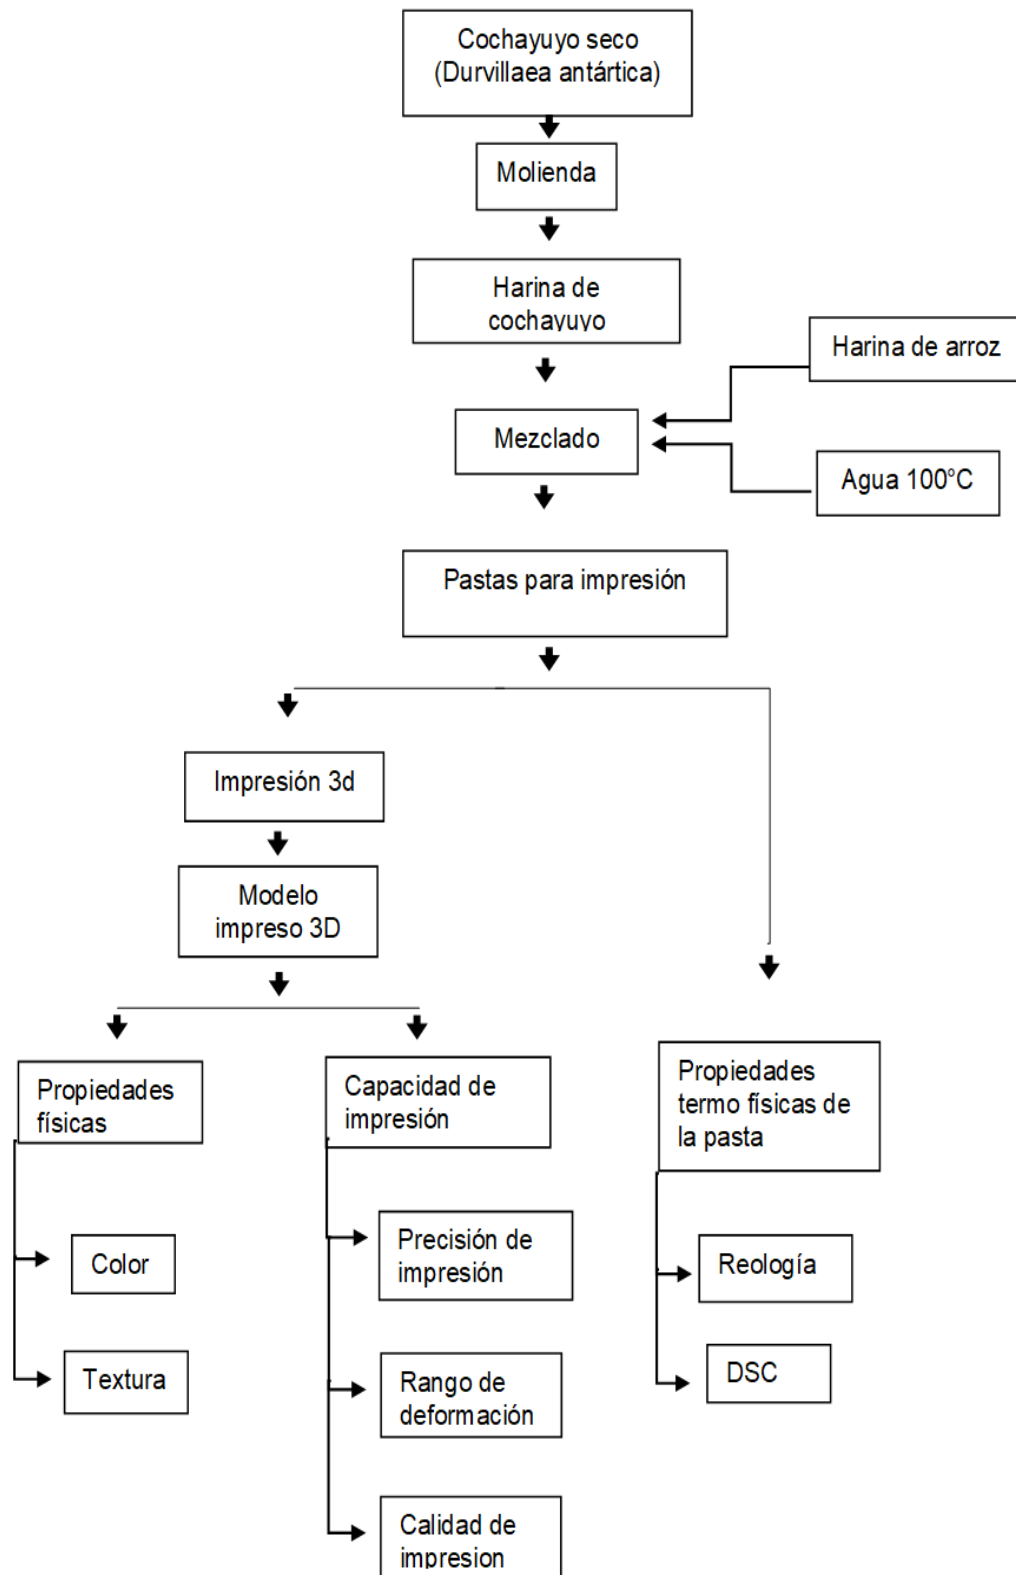 Cochayuyo seco
(Durvillaea antártica)
Molienda
Harina de
cochayuyo
Harina de arroz
Mezclado
Agua 100°C
Pastas para impresión
Impresión 3d
Modelo
impreso 3D
Propiedades
físicas
Capacidad de
impresión
Propiedades
termo físicas de
la pasta
Color
Precisión de
impresión
Reología
Textura
Rango de
deformación
DSC
Calidad de
impresion